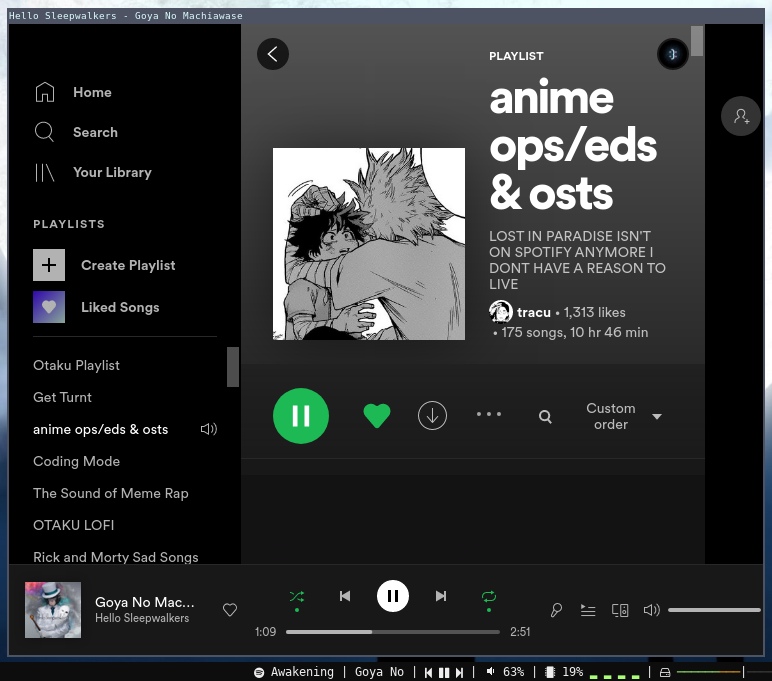 Hello Sleepwalkers - Goya No Machiawase
Home
Search
Your Library
PLAYLISTS
Create Playlist
Liked Songs
Otaku Playlist
Get Turnt
anime ops/eds & osts
Coding Mode
The Sound of Meme Rap
OTAKU LOFI
Rick and Morty Sad Songs
PLAYLIST
anime
ops/eds
& osts
LOST IN PARADISE ISN'T
ON SPOTIFY ANYMORE I
DONT HAVE A REASON TO
LIVE
tracu • 1,313 likes
• 175 songs, 10 hr 46 min
Custom
order
Goya No Mac...
Hello Sleepwalkers
1:09
2:51
Awakening | Goya No | | 63% | 19% | |